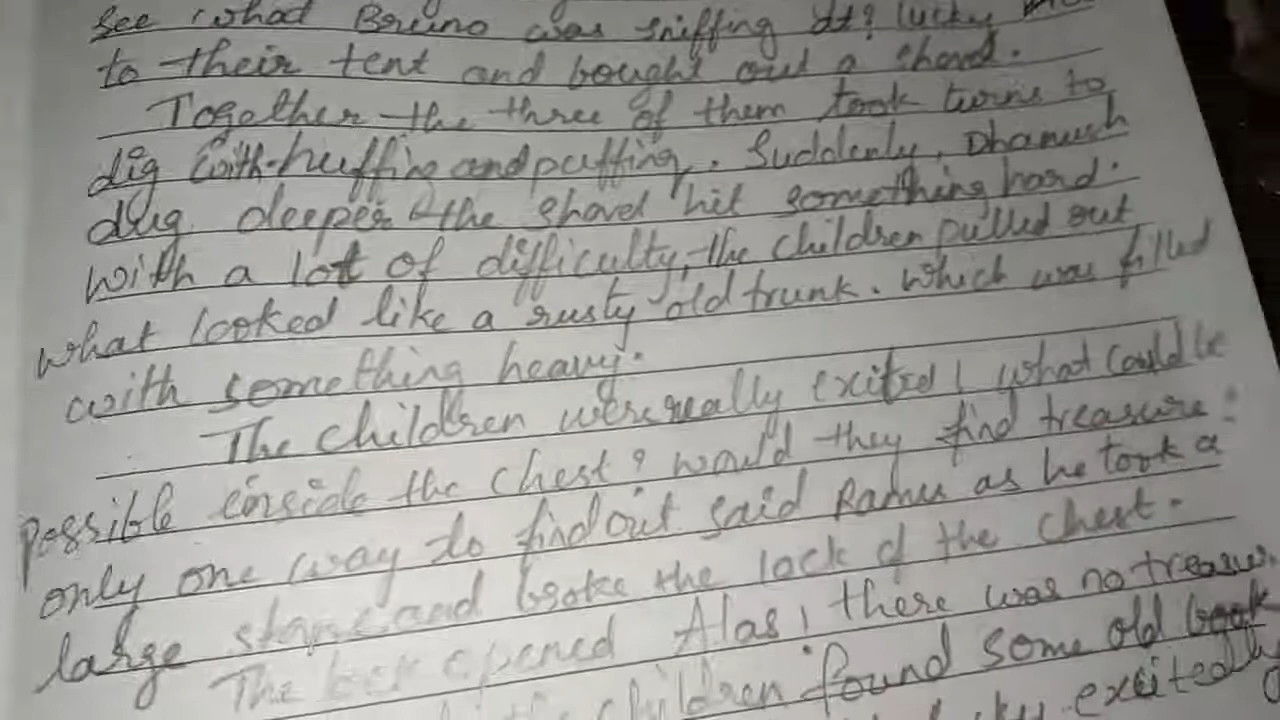 See what Bruno was sniffing at? lucky
to their tent and bought out a shovel.
Together the three of them took turns to
dig with huffing and puffing. Suddenly, Dhanush
dug deeper the shovel hit something hard.
with a lot of difficulty, the children pulled out
what looked like a rusty old trunk. which was filled
with something heavy.
The children were really excited! what could be
possible inside the chest? would they find treasure?
only one way to find out said Ramu as he took a
large stone and broke the lock of the chest.
The lock opened Alas! there was no treasure.
the children found some old book
excitedly